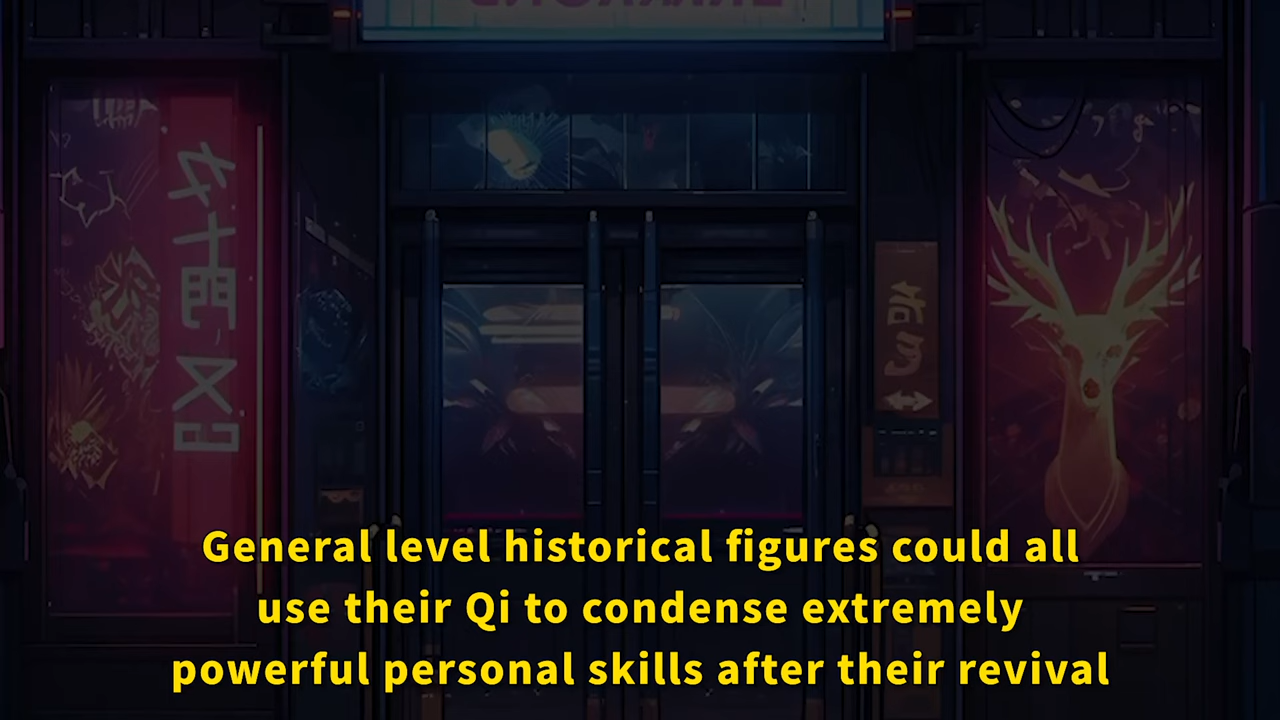 General level historical figures could all
use their Qi to condense extremely
powerful personal skills after their revival